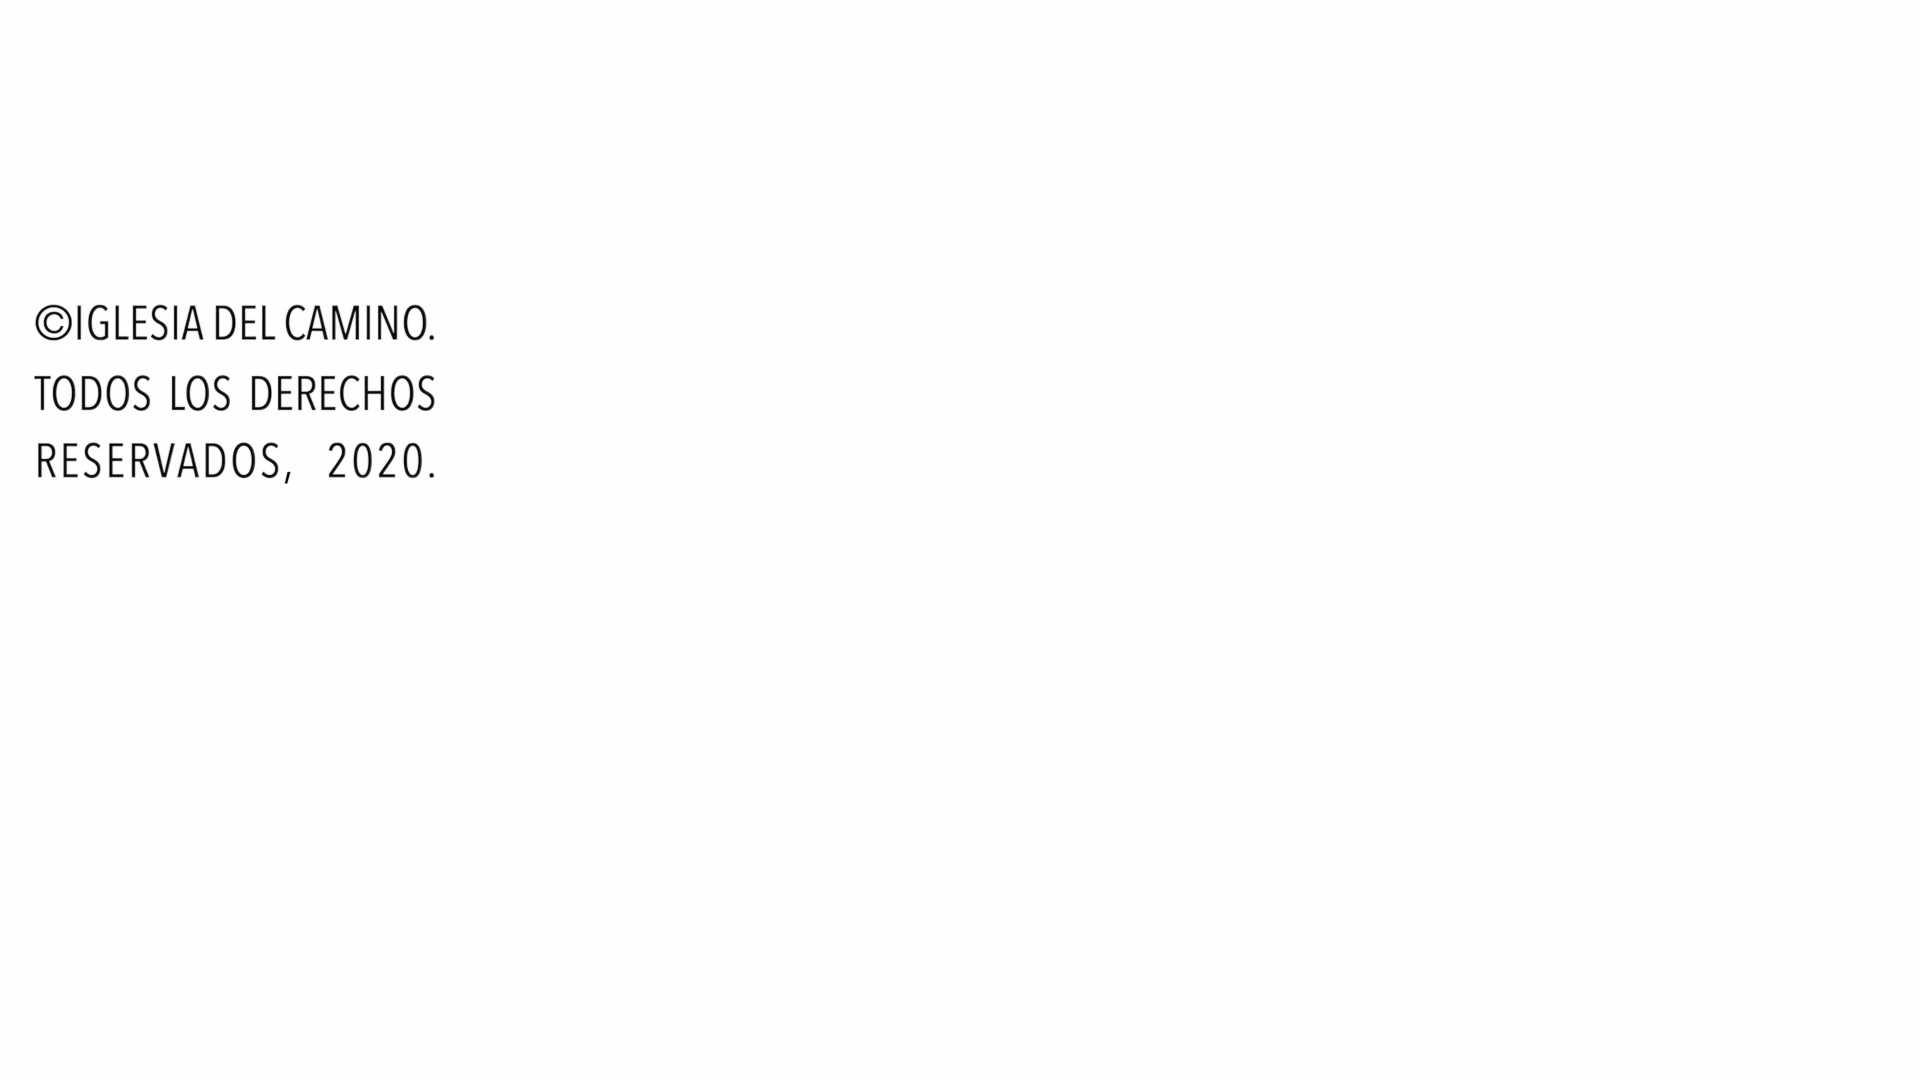 ©IGLESIA DEL CAMINO.
TODOS LOS DERECHOS
RESERVADOS, 2020.